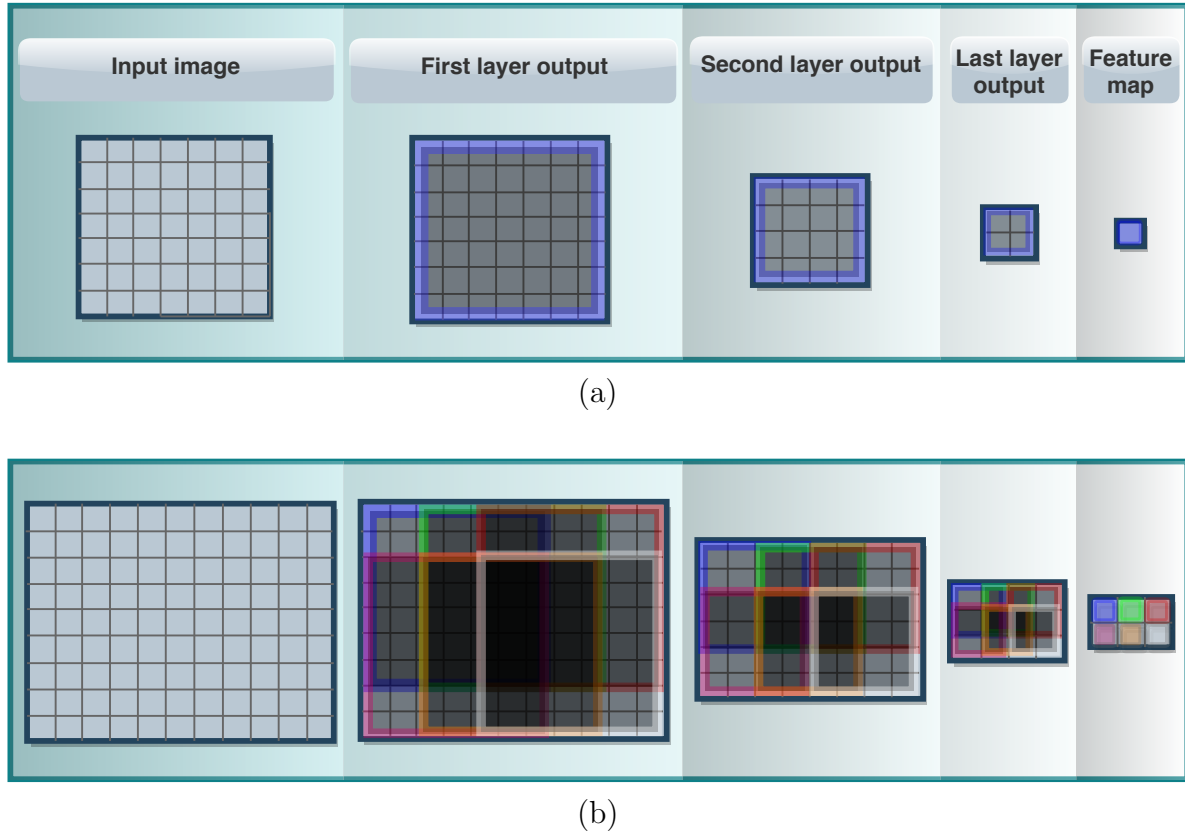 Input image
First layer output
Second layer output
Last layer
output
Feature
map
(a)
(b)